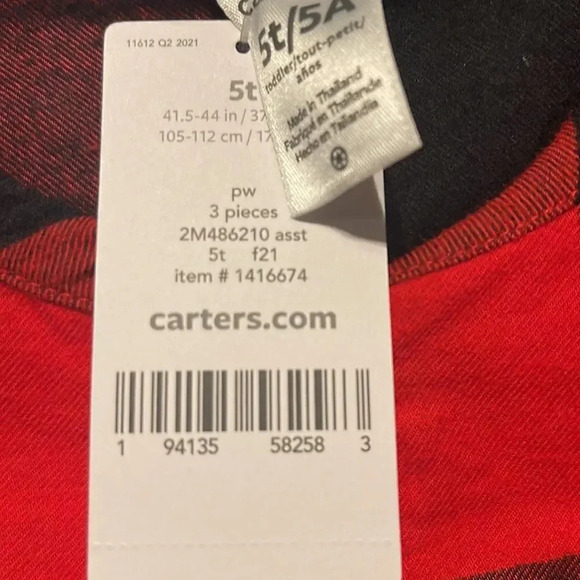 11612 Q2 2021
5t
41.5-44 in / 37
105-112 cm / 17
pw
3 pieces
2M486210 asst
5t f21
item # 1416674
carters.com
1 94135 58258 3
5t/5A
toddler/tout-petit/
años
Made in Thailand
Fabriqué en Thaïlande
Hecho en Tailandia